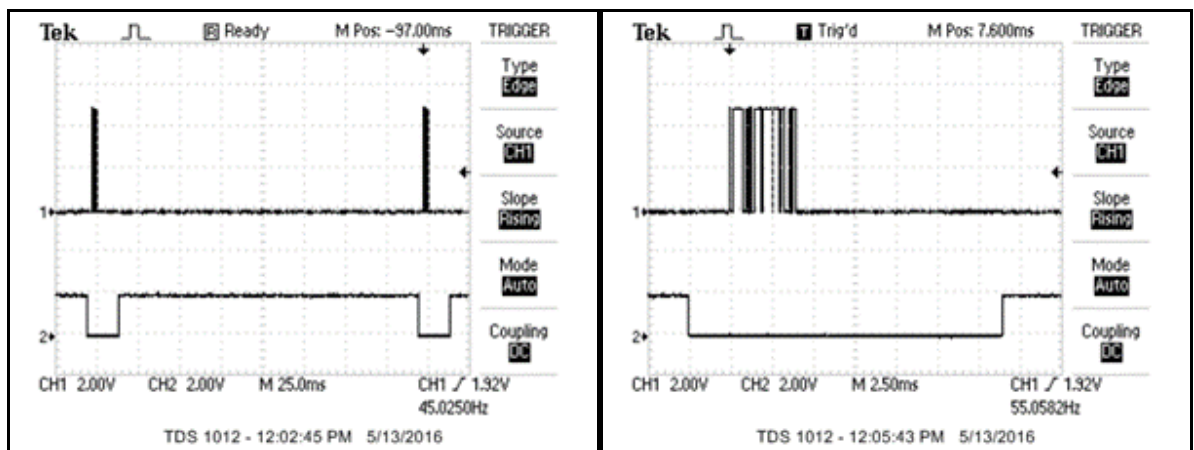 Tek R Ready M Pos: -97.00ms TRIGGER
Type
Edge
Source
CH1
1
Slope
Rising
Mode
Auto
2
Coupling
DC
CH1 2.00V CH2 2.00V M 25.0ms CH1 / 1.92V
45.0250Hz
TDS 1012 - 12:02:45 PM 5/13/2016
Tek T Trig'd M Pos: 7.600ms TRIGGER
Type
Edge
Source
CH1
1
Slope
Rising
Mode
Auto
2
Coupling
DC
CH1 2.00V CH2 2.00V M 2.50ms CH1 / 1.92V
55.0582Hz
TDS 1012 - 12:05:43 PM 5/13/2016